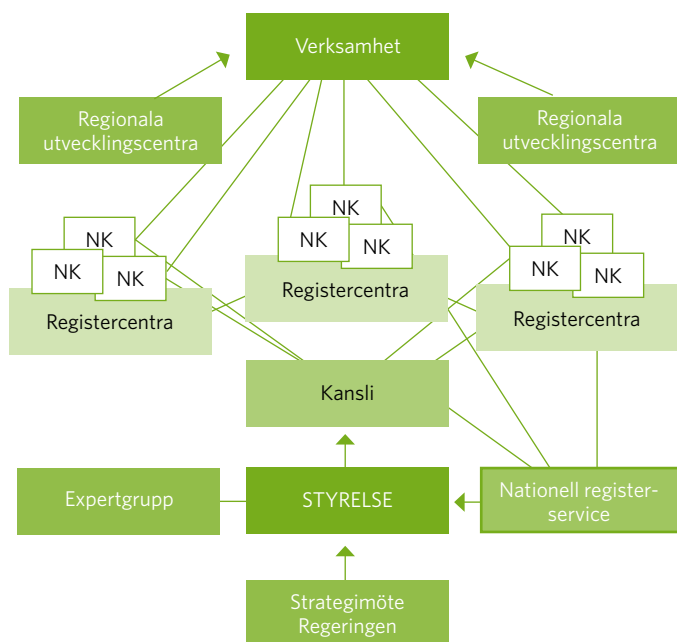 Verksamhet
Regionala
utvecklingscentra
Regionala
utvecklingscentra
NK
NK
NK
Registercentra
NK
NK
NK
Registercentra
NK
NK
NK
Registercentra
Kansli
Expertgrupp
STYRELSE
Nationell register-
service
Strategimöte
Regeringen